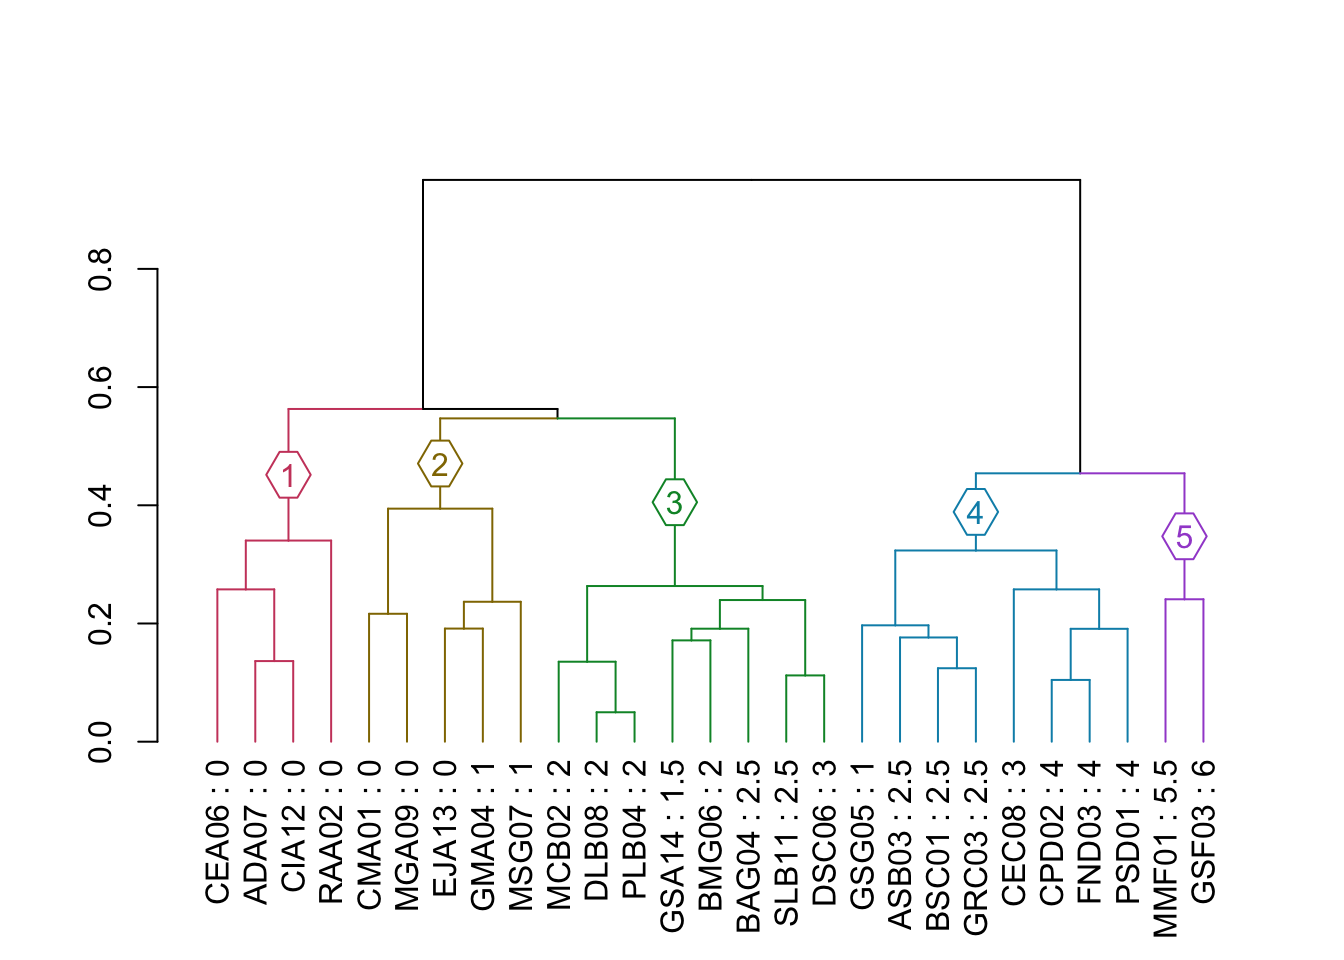 0.8
0.6
0.4
0.2
0.0
1
2
3
4
5
CEA06 : 0
ADA07 : 0
CIA12 : 0
RAA02 : 0
CMA01 : 0
MGA09 : 0
EJA13 : 0
GMA04 : 1
MSG07 : 1
MCB02 : 2
DLB08 : 2
PLB04 : 2
GSA14 : 1.5
BMG06 : 2
BAG04 : 2.5
SLB11 : 2.5
DSC06 : 3
GSG05 : 1
ASB03 : 2.5
BSC01 : 2.5
GRC03 : 2.5
CEC08 : 3
CPD02 : 4
FND03 : 4
PSD01 : 4
MMF01 : 5.5
GSF03 : 6